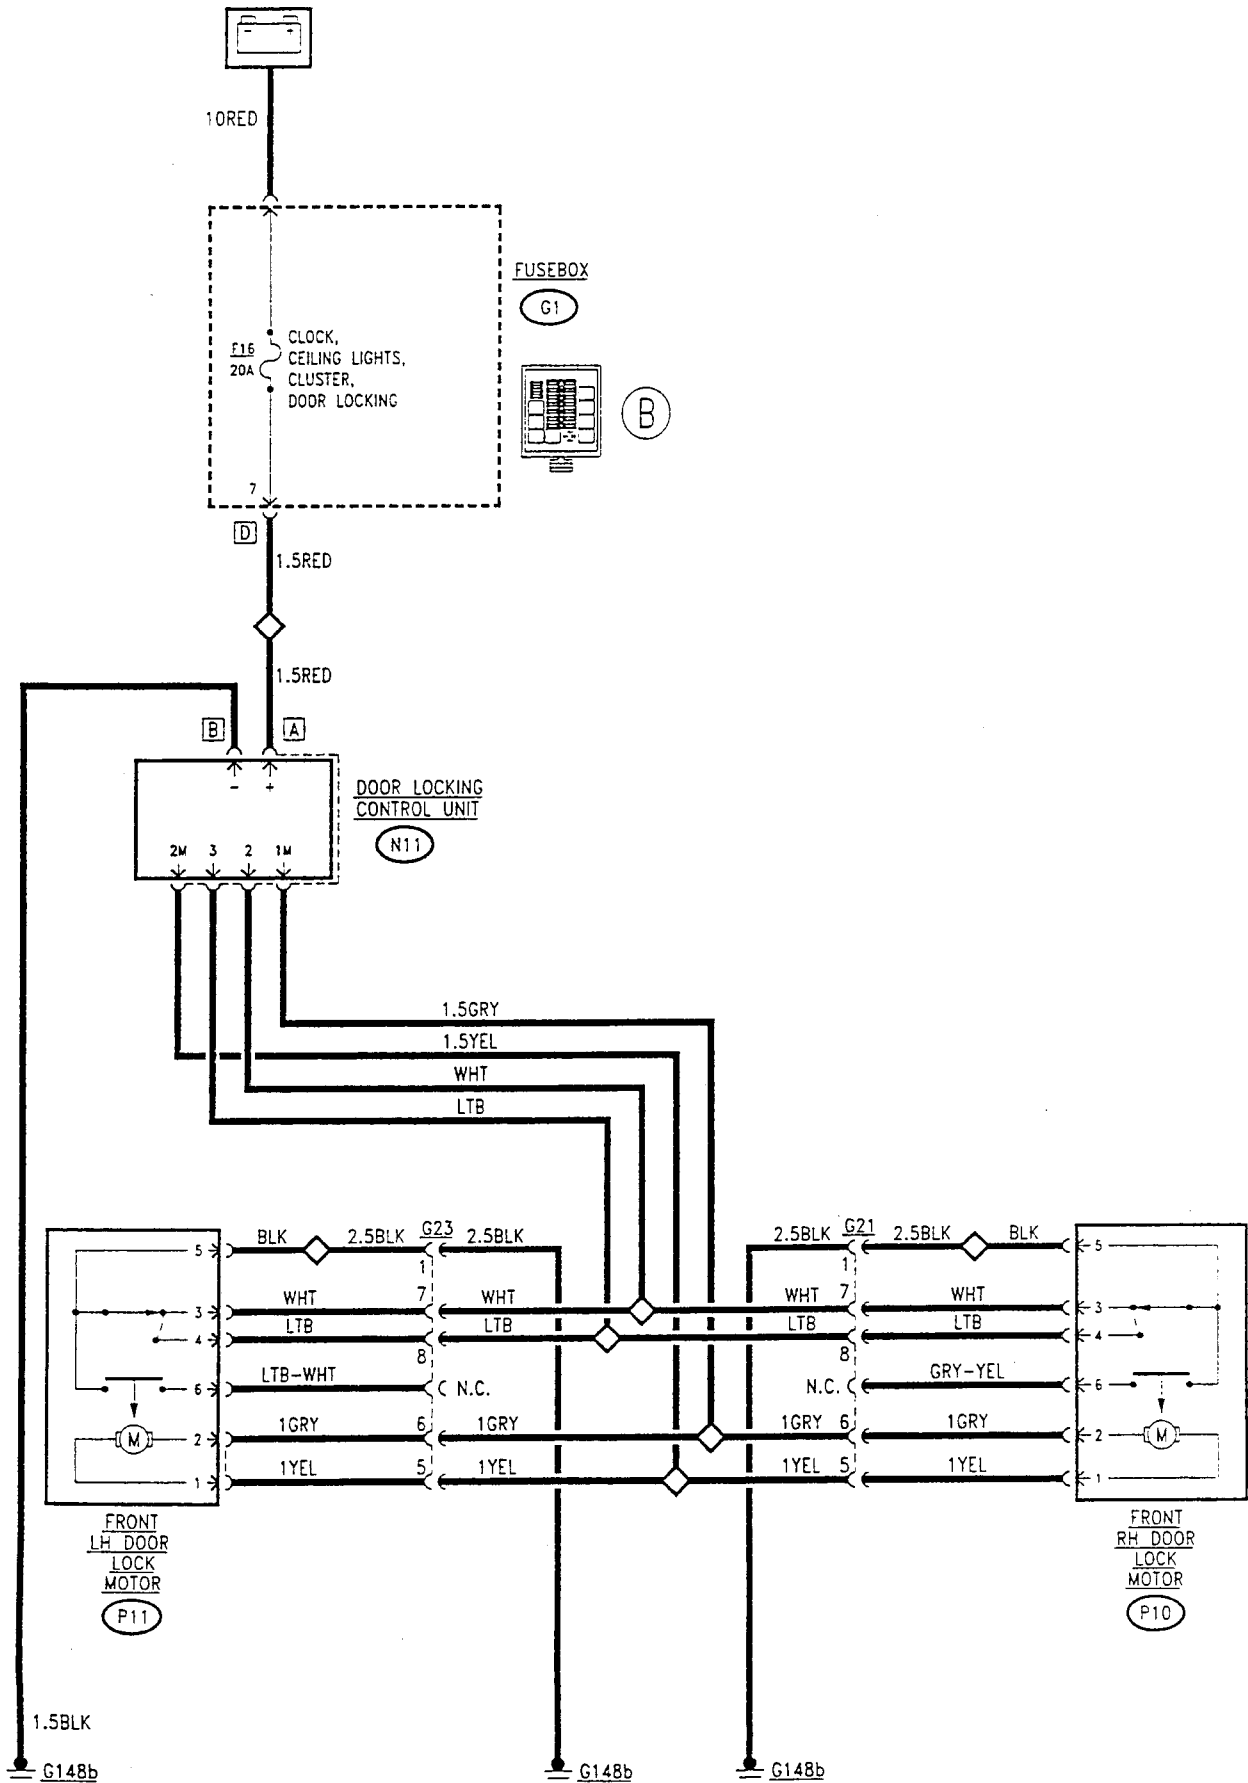 - +
10RED
FUSEBOX
G1
F16
20A
CLOCK,
CEILING LIGHTS,
CLUSTER,
DOOR LOCKING
B
7
D
1.5RED
1.5RED
B
A
- +
DOOR LOCKING
CONTROL UNIT
N11
2M 3 2 1M
1.5GRY
1.5YEL
WHT
LTB
5 BLK 2.5BLK G23 2.5BLK
1
2.5BLK G21 2.5BLK BLK 5
1
3 WHT 7 WHT
WHT 7 WHT 3
4 LTB 8 LTB
LTB 8 LTB 4
6 LTB-WHT N.C.
N.C. GRY-YEL 6
M 2 1GRY 6 1GRY
1GRY 6 1GRY 2 M
1 1YEL 5 1YEL
1YEL 5 1YEL 1
FRONT
LH DOOR
LOCK
MOTOR
P11
FRONT
RH DOOR
LOCK
MOTOR
P10
1.5BLK
G148b
G148b
G148b